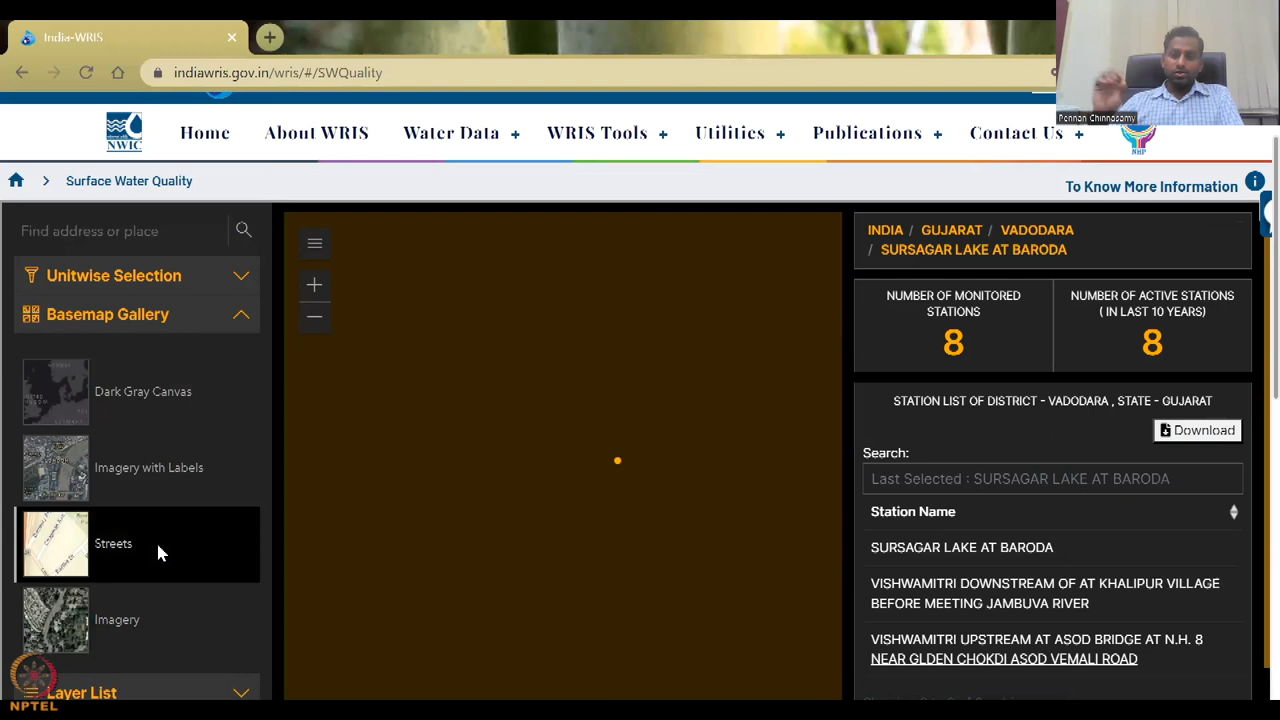 India-WRIS
indiawris.gov.in/wris/#/SWQuality
Pennan Chinnasamy
NWIC
Home
About WRIS
Water Data +
WRIS Tools +
Utilities +
Publications +
Contact Us +
NHP
Surface Water Quality
To Know More Information
Find address or place
Unitwise Selection
Basemap Gallery
Dark Gray Canvas
Imagery with Labels
Streets
Imagery
Layer List
NPTEL
INDIA / GUJARAT / VADODARA
/ SURSAGAR LAKE AT BARODA
NUMBER OF MONITORED
STATIONS
8
NUMBER OF ACTIVE STATIONS
( IN LAST 10 YEARS)
8
STATION LIST OF DISTRICT - VADODARA , STATE - GUJARAT
Download
Search:
Last Selected : SURSAGAR LAKE AT BARODA
Station Name
SURSAGAR LAKE AT BARODA
VISHWAMITRI DOWNSTREAM OF AT KHALIPUR VILLAGE
BEFORE MEETING JAMBUVA RIVER
VISHWAMITRI UPSTREAM AT ASOD BRIDGE AT N.H. 8
NEAR GLDEN CHOKDI ASOD VEMALI ROAD